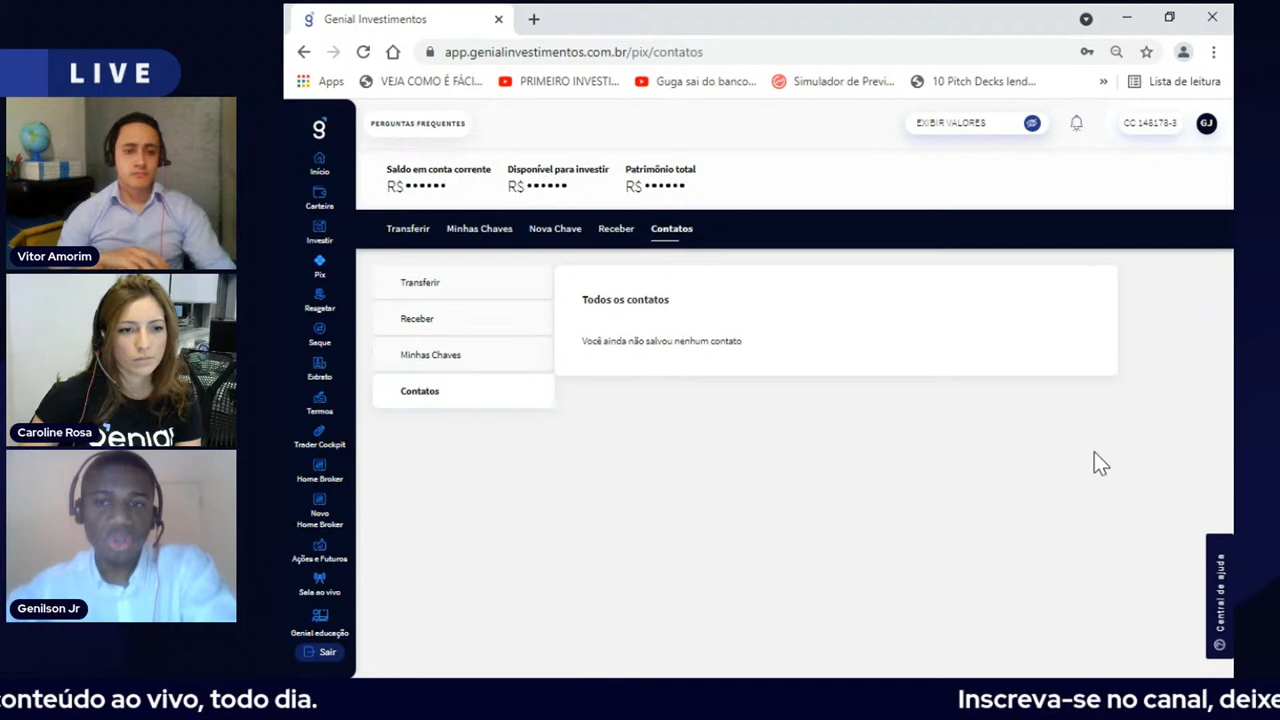 LIVE
Vitor Amorim
Caroline Rosa
Genial
Genilson Jr
Genial Investimentos
app.genialinvestimentos.com.br/pix/contatos
Apps
VEJA COMO É FÁCI...
PRIMEIRO INVESTI...
Guga sai do banco...
Simulador de Previ...
10 Pitch Decks lend...
»
Lista de leitura
g
PERGUNTAS FREQUENTES
EXIBIR VALORES
CC 148178-3
GJ
Saldo em conta corrente
Disponível para investir
Patrimônio total
R$••••••
R$••••••
R$••••••
Início
Carteira
Investir
Pix
Resgatar
Saque
Extrato
Termos
Trader Cockpit
Home Broker
Novo
Home Broker
Ações e Futuros
Sala ao vivo
Genial educação
Sair
Transferir
Minhas Chaves
Nova Chave
Receber
Contatos
Transferir
Receber
Minhas Chaves
Contatos
Todos os contatos
Você ainda não salvou nenhum contato
Central de ajuda
conteúdo ao vivo, todo dia.
Inscreva-se no canal, deixe